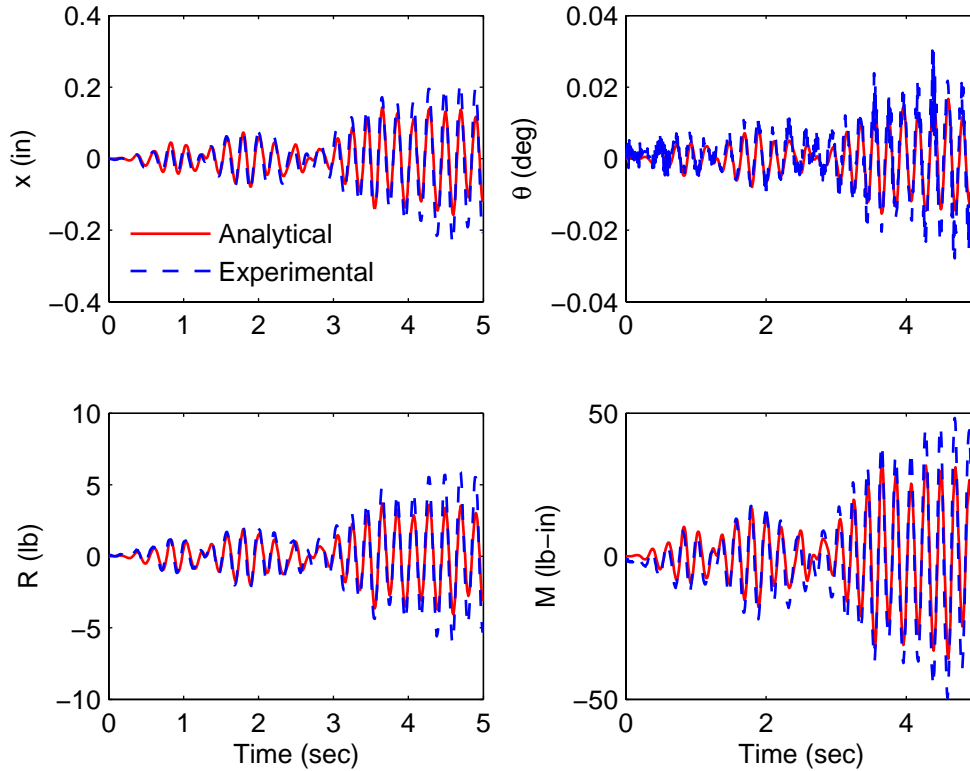 0.4
0.2
0
−0.2
−0.4
x (in)
Analytical
Experimental
0 1 2 3 4 5
0.04
0.02
0
−0.02
−0.04
θ (deg)
0 2 4
10
5
0
−5
−10
R (lb)
0 1 2 3 4 5
Time (sec)
50
0
−50
M (lb−in)
0 2 4
Time (sec)